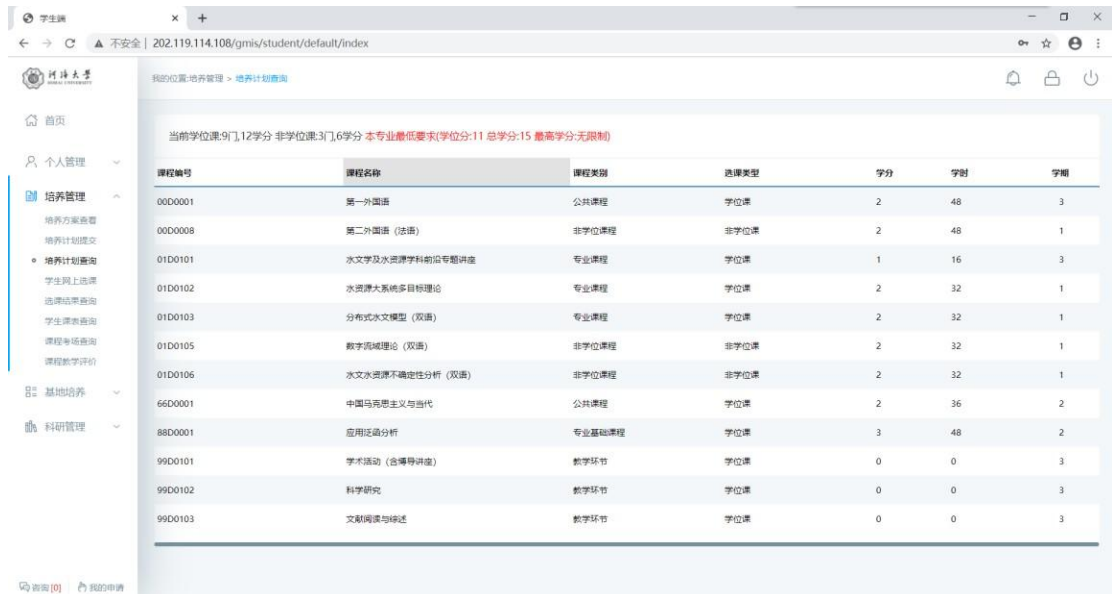 学生端
不安全 | 202.119.114.108/gmis/student/default/index
河海大学
HOHAI UNIVERSITY
我的位置:培养管理 > 培养计划查询
首页
个人管理
培养管理
培养方案查看
培养计划提交
培养计划查询
学生网上选课
选课结果查询
学生课表查询
课程考场查询
课程教学评价
基地培养
科研管理
咨询[0] 我的申请
当前学位课:9门,12学分 非学位课:3门,6学分 本专业最低要求(学位分:11 总学分:15 最高学分:无限制)
课程编号 课程名称 课程类别 选课类型 学分 学时 学期
00D0001 第一外国语 公共课程 学位课 2 48 3
00D0008 第二外国语 (法语) 非学位课程 非学位课 2 48 1
01D0101 水文学及水资源学科前沿专题讲座 专业课程 学位课 1 16 3
01D0102 水资源大系统多目标理论 专业课程 学位课 2 32 1
01D0103 分布式水文模型 (双语) 专业课程 学位课 2 32 1
01D0105 数字流域理论 (双语) 非学位课程 非学位课 2 32 1
01D0106 水文水资源不确定性分析 (双语) 非学位课程 非学位课 2 32 1
66D0001 中国马克思主义与当代 公共课程 学位课 2 36 2
88D0001 应用泛函分析 专业基础课程 学位课 3 48 2
99D0101 学术活动 (含博导讲座) 教学环节 学位课 0 0 3
99D0102 科学研究 教学环节 学位课 0 0 3
99D0103 文献阅读与综述 教学环节 学位课 0 0 3